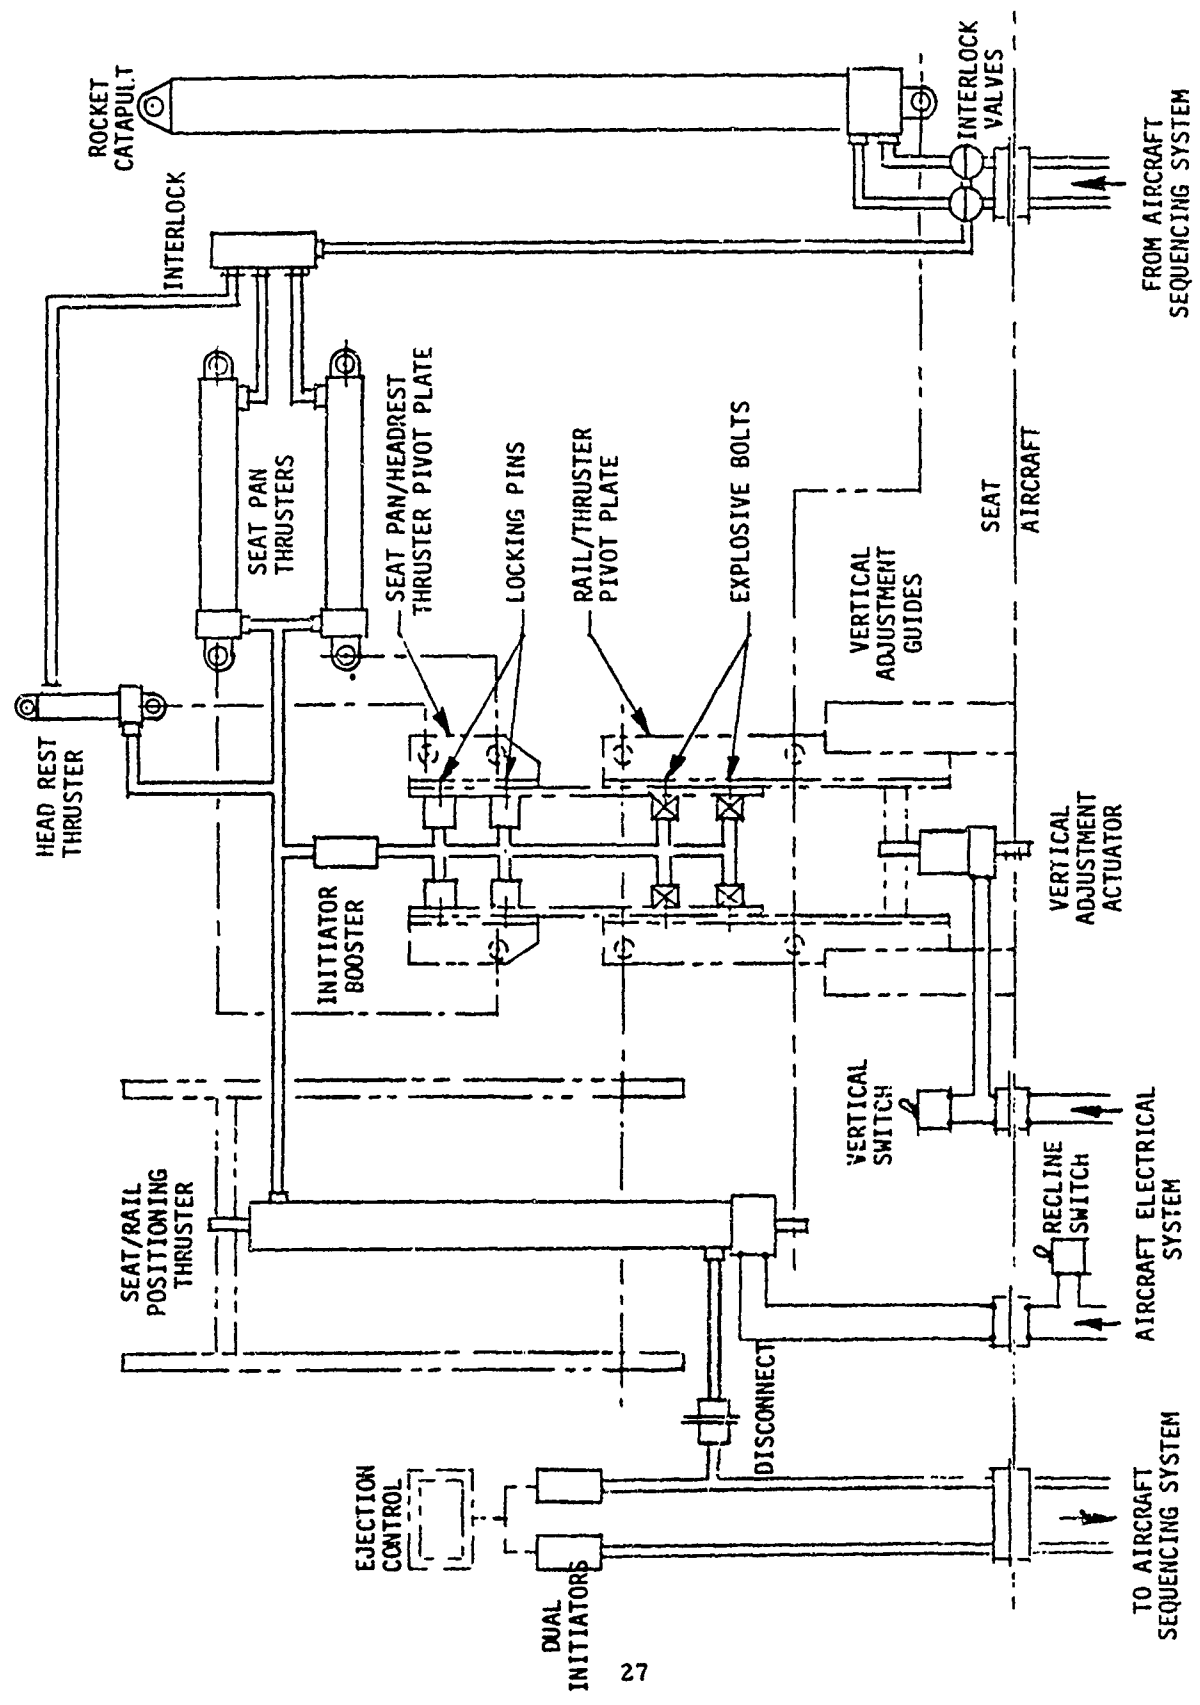 ROCKET
CATAPULT
INTERLOCK
INTERLOCK
VALVES
FROM AIRCRAFT
SEQUENCING SYSTEM
HEAD REST
THRUSTER
SEAT PAN
THRUSTERS
SEAT PAN/HEADREST
THRUSTER PIVOT PLATE
LOCKING PINS
RAIL/THRUSTER
PIVOT PLATE
EXPLOSIVE BOLTS
SEAT
AIRCRAFT
VERTICAL
ADJUSTMENT
GUIDES
INITIATOR
BOOSTER
VERTICAL
ADJUSTMENT
ACTUATOR
SEAT/RAIL
POSITIONING
THRUSTER
VERTICAL
SWITCH
RECLINE
SWITCH
AIRCRAFT ELECTRICAL
SYSTEM
EJECTION
CONTROL
DISCONNECT
DUAL
INITIATORS
TO AIRCRAFT
SEQUENCING SYSTEM
27